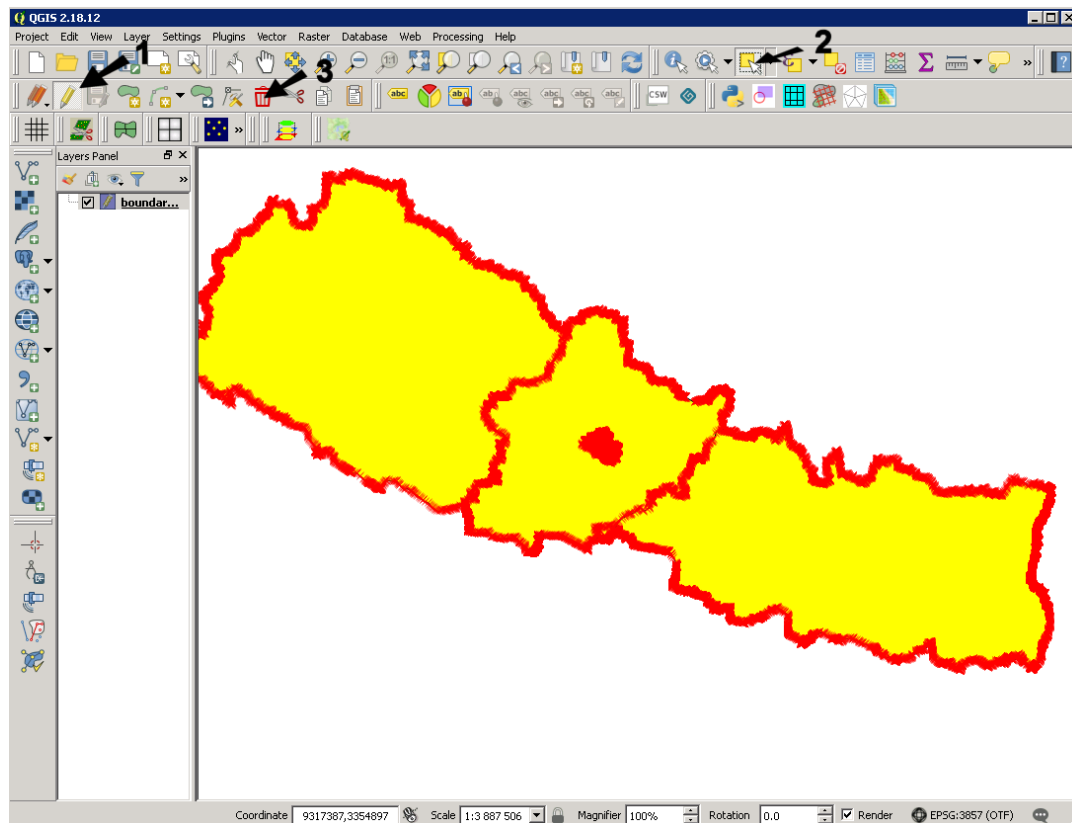 QGIS 2.18.12
Project Edit View Layer Settings Plugins Vector Raster Database Web Processing Help
1
2
3
abc abc CSW
Layers Panel
boundar...
Coordinate 9317387,3354897 Scale 1:3 887 506 Magnifier 100% Rotation 0.0 Render EPSG:3857 (OTF)